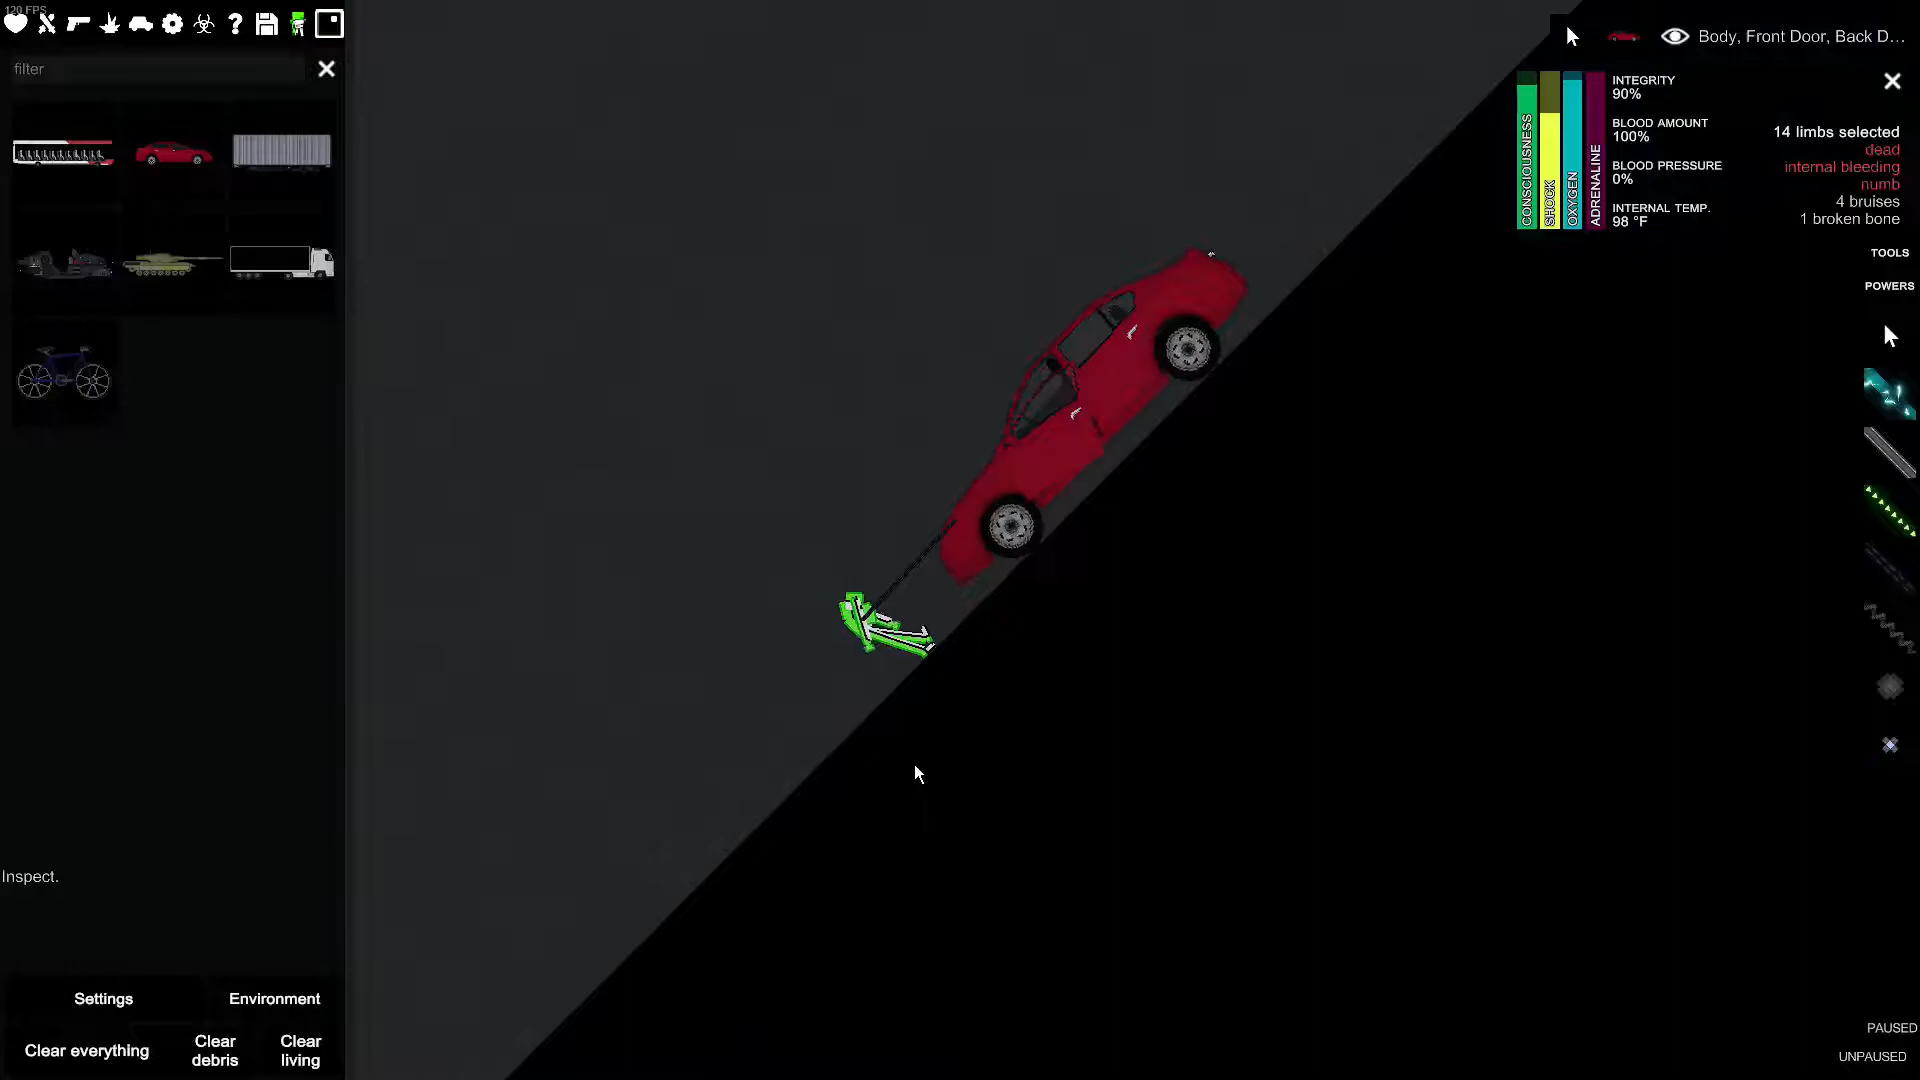 120 FPS
filter
Body, Front Door, Back D...
INTEGRITY
90%
BLOOD AMOUNT
100%
BLOOD PRESSURE
0%
INTERNAL TEMP.
98 °F
CONSCIOUSNESS
SHOCK
OXYGEN
ADRENALINE
14 limbs selected
dead
internal bleeding
numb
4 bruises
1 broken bone
TOOLS
POWERS
Inspect.
Settings
Environment
Clear everything
Clear
debris
Clear
living
PAUSED
UNPAUSED